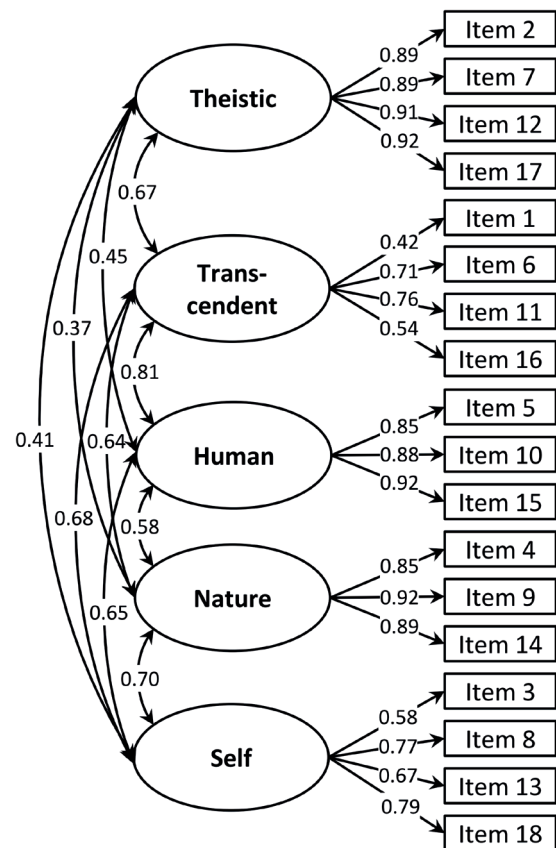 Item 2
0.89
Item 7
0.89
Theistic
0.91
Item 12
0.92
Item 17
0.67
Item 1
0.42
0.45
Item 6
0.71
Trans-
cendent
0.76
Item 11
0.54
0.37
Item 16
0.81
Item 5
0.85
0.41
0.64
Human
0.88
Item 10
0.92
Item 15
0.68
0.58
Item 4
0.85
Nature
0.92
Item 9
0.65
0.89
Item 14
0.70
Item 3
0.58
0.77
Item 8
Self
0.67
Item 13
0.79
Item 18